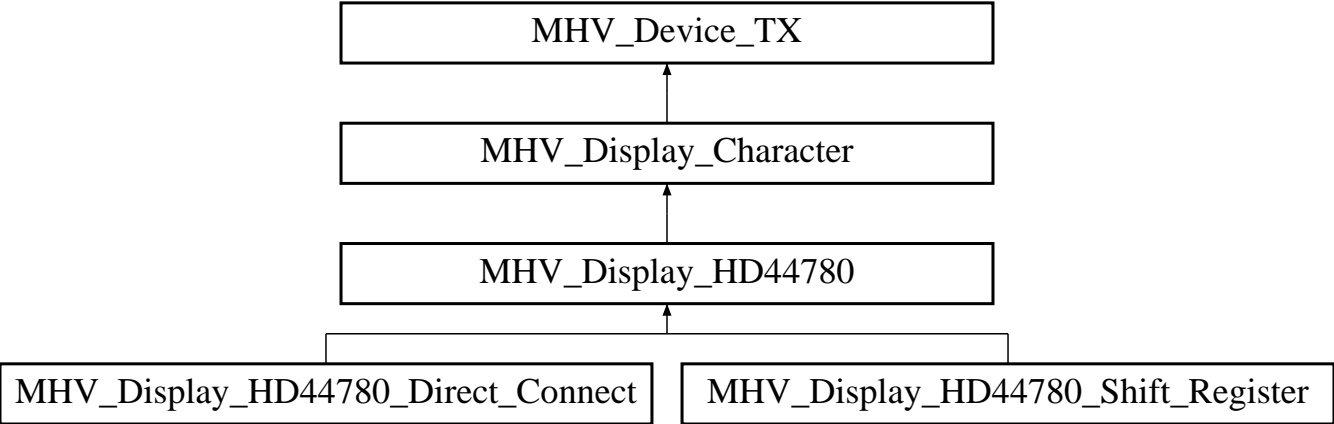 MHV_Device_TX
MHV_Display_Character
MHV_Display_HD44780
MHV_Display_HD44780_Direct_Connect
MHV_Display_HD44780_Shift_Register